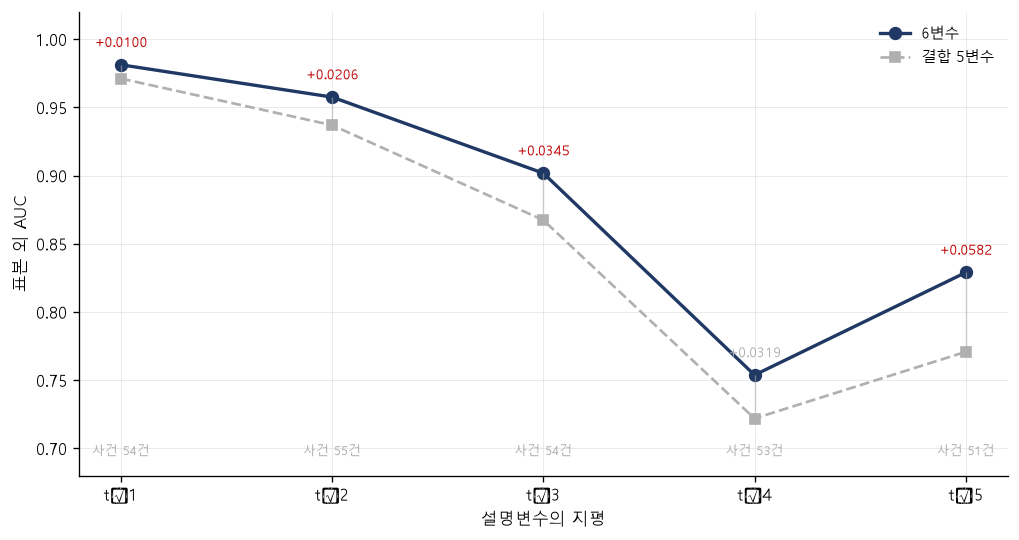 6변수
결합 5변수
+0.0100
+0.0206
+0.0345
+0.0319
+0.0582
표본 외 AUC
1.00
0.95
0.90
0.85
0.80
0.75
0.70
사건 54건
사건 55건
사건 54건
사건 53건
사건 51건
설명변수의 지평